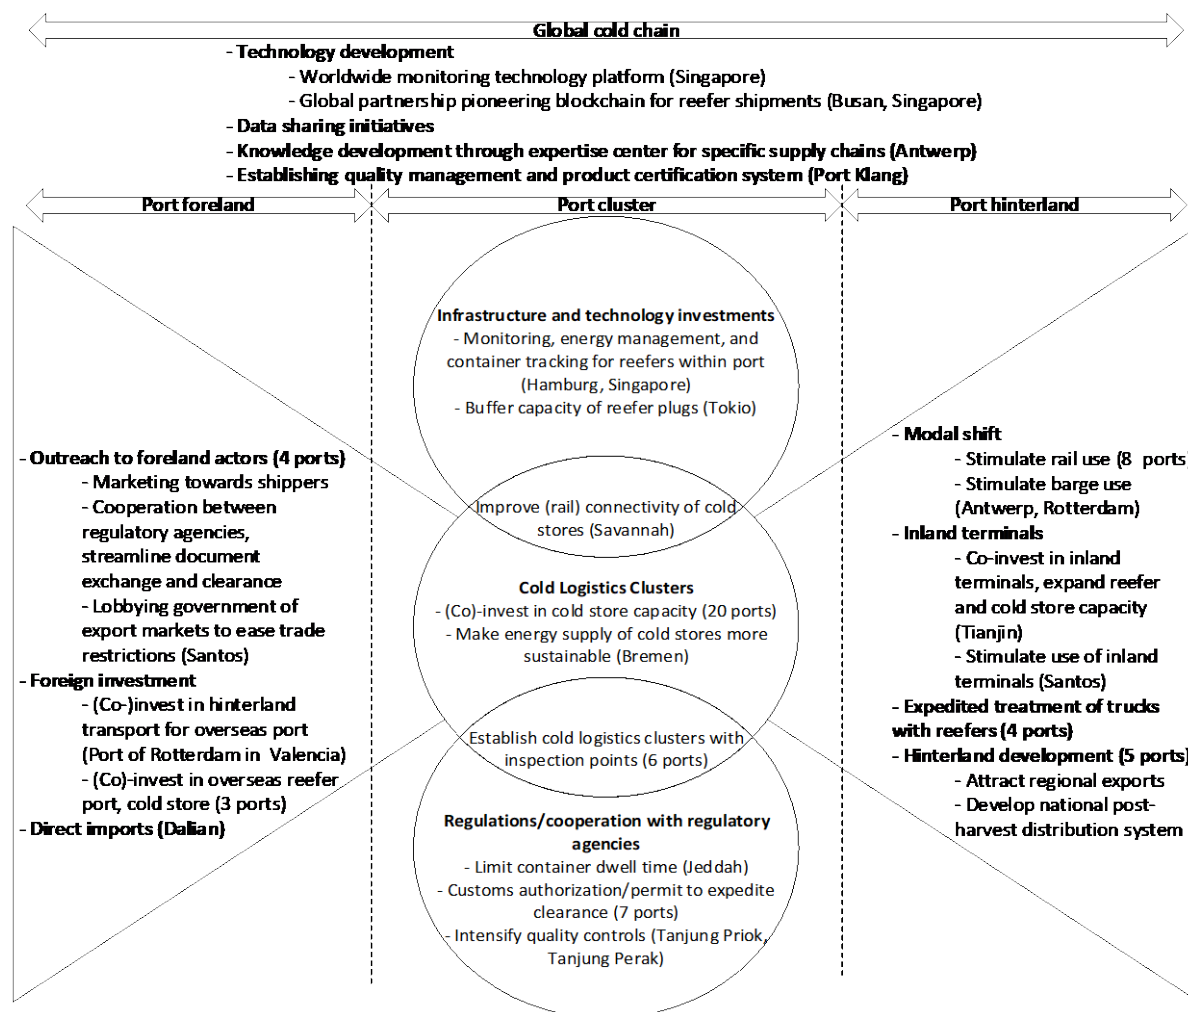 Global cold chain
- Technology development
- Worldwide monitoring technology platform (Singapore)
- Global partnership pioneering blockchain for reefer shipments (Busan, Singapore)
- Data sharing initiatives
- Knowledge development through expertise center for specific supply chains (Antwerp)
- Establishing quality management and product certification system (Port Klang)
Port foreland
Port cluster
Port hinterland
- Outreach to foreland actors (4 ports)
- Marketing towards shippers
- Cooperation between
regulatory agencies,
streamline document
exchange and clearance
- Lobbying government of
export markets to ease trade
restrictions (Santos)
- Foreign investment
- (Co-)invest in hinterland
transport for overseas port
(Port of Rotterdam in Valencia)
- (Co)-invest in overseas reefer
port, cold store (3 ports)
- Direct imports (Dalian)
Infrastructure and technology investments
- Monitoring, energy management, and
container tracking for reefers within port
(Hamburg, Singapore)
- Buffer capacity of reefer plugs (Tokio)
Improve (rail) connectivity of cold
stores (Savannah)
Cold Logistics Clusters
- (Co)-invest in cold store capacity (20 ports)
- Make energy supply of cold stores more
sustainable (Bremen)
Establish cold logistics clusters with
inspection points (6 ports)
Regulations/cooperation with regulatory
agencies
- Limit container dwell time (Jeddah)
- Customs authorization/permit to expedite
clearance (7 ports)
- Intensify quality controls (Tanjung Priok,
Tanjung Perak)
- Modal shift
- Stimulate rail use (8 ports)
- Stimulate barge use
(Antwerp, Rotterdam)
- Inland terminals
- Co-invest in inland
terminals, expand reefer
and cold store capacity
(Tianjin)
- Stimulate use of inland
terminals (Santos)
- Expedited treatment of trucks
with reefers (4 ports)
- Hinterland development (5 ports)
- Attract regional exports
- Develop national post-
harvest distribution system